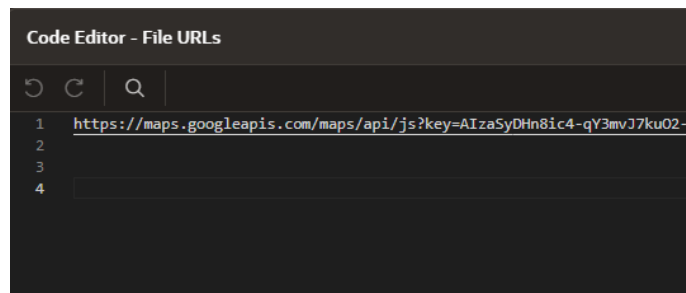 Code Editor - File URLs
1 https://maps.googleapis.com/maps/api/js?key=AIzaSyDHn8ic4-qY3mvJ7kuO2-
2
3
4